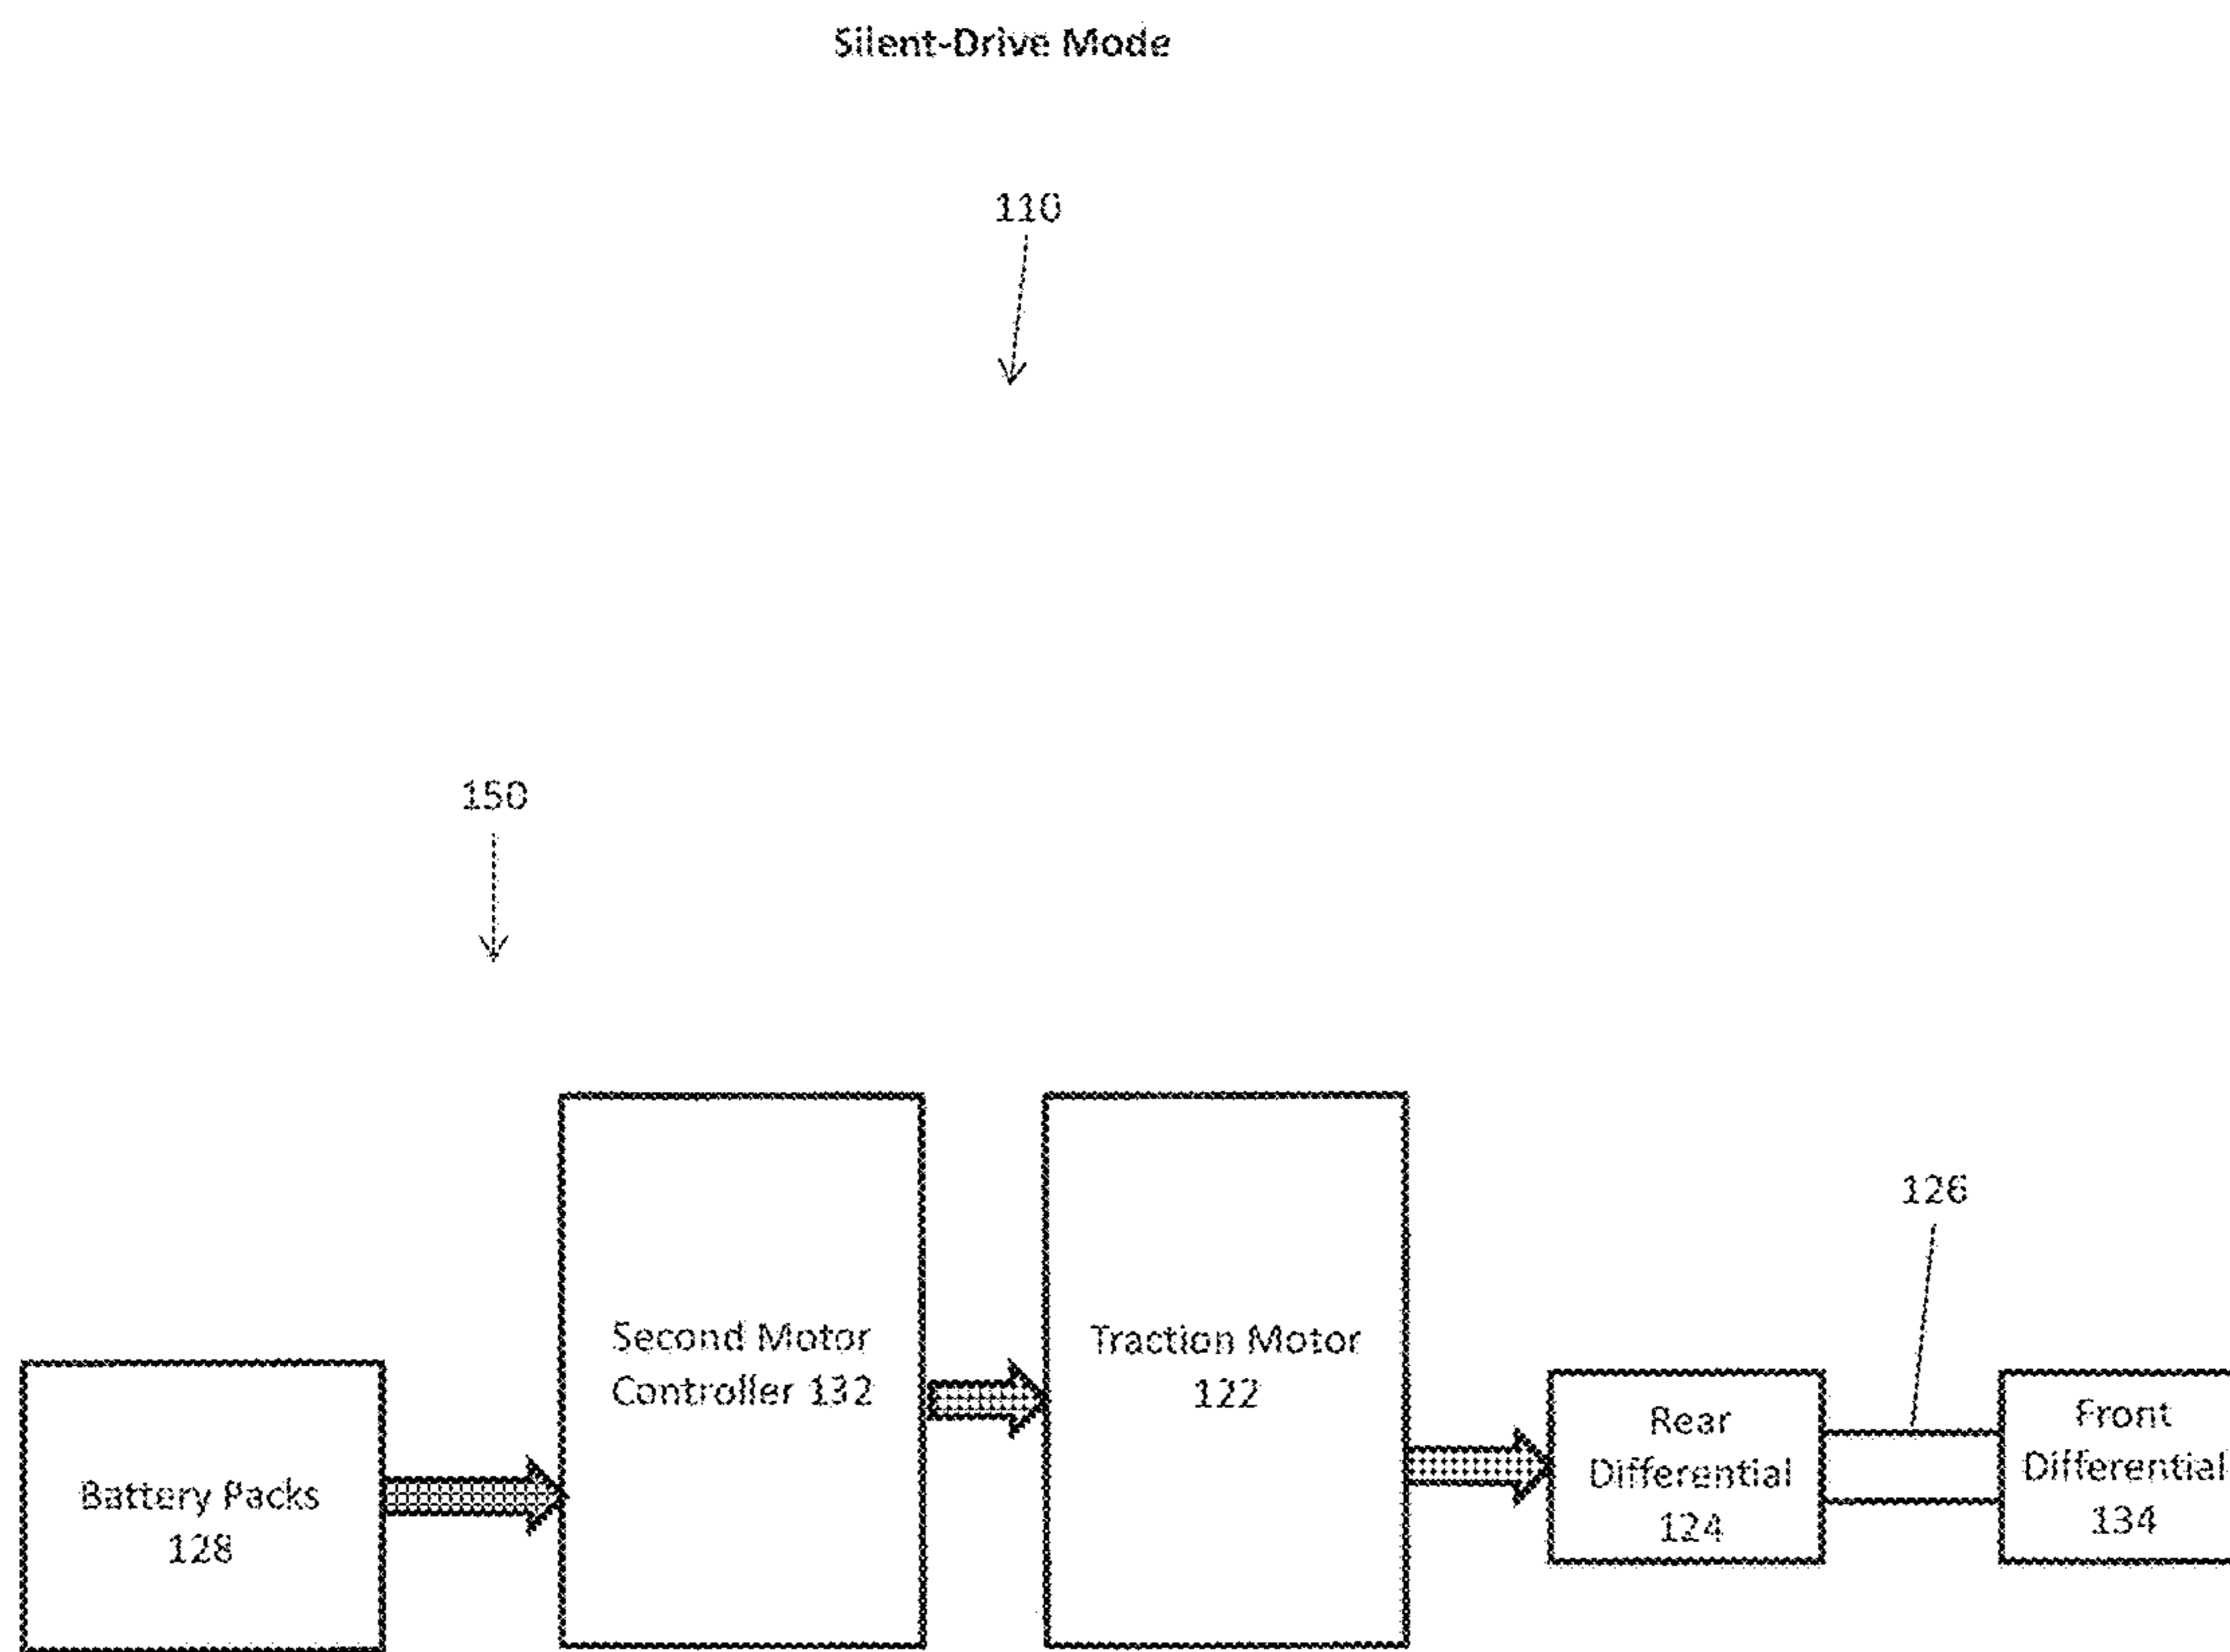 Silent-Drive Mode
110
150
126
Second Motor
Controller 132
Traction Motor
122
Battery Packs
128
Rear
Differential
124
Front
Differential
134